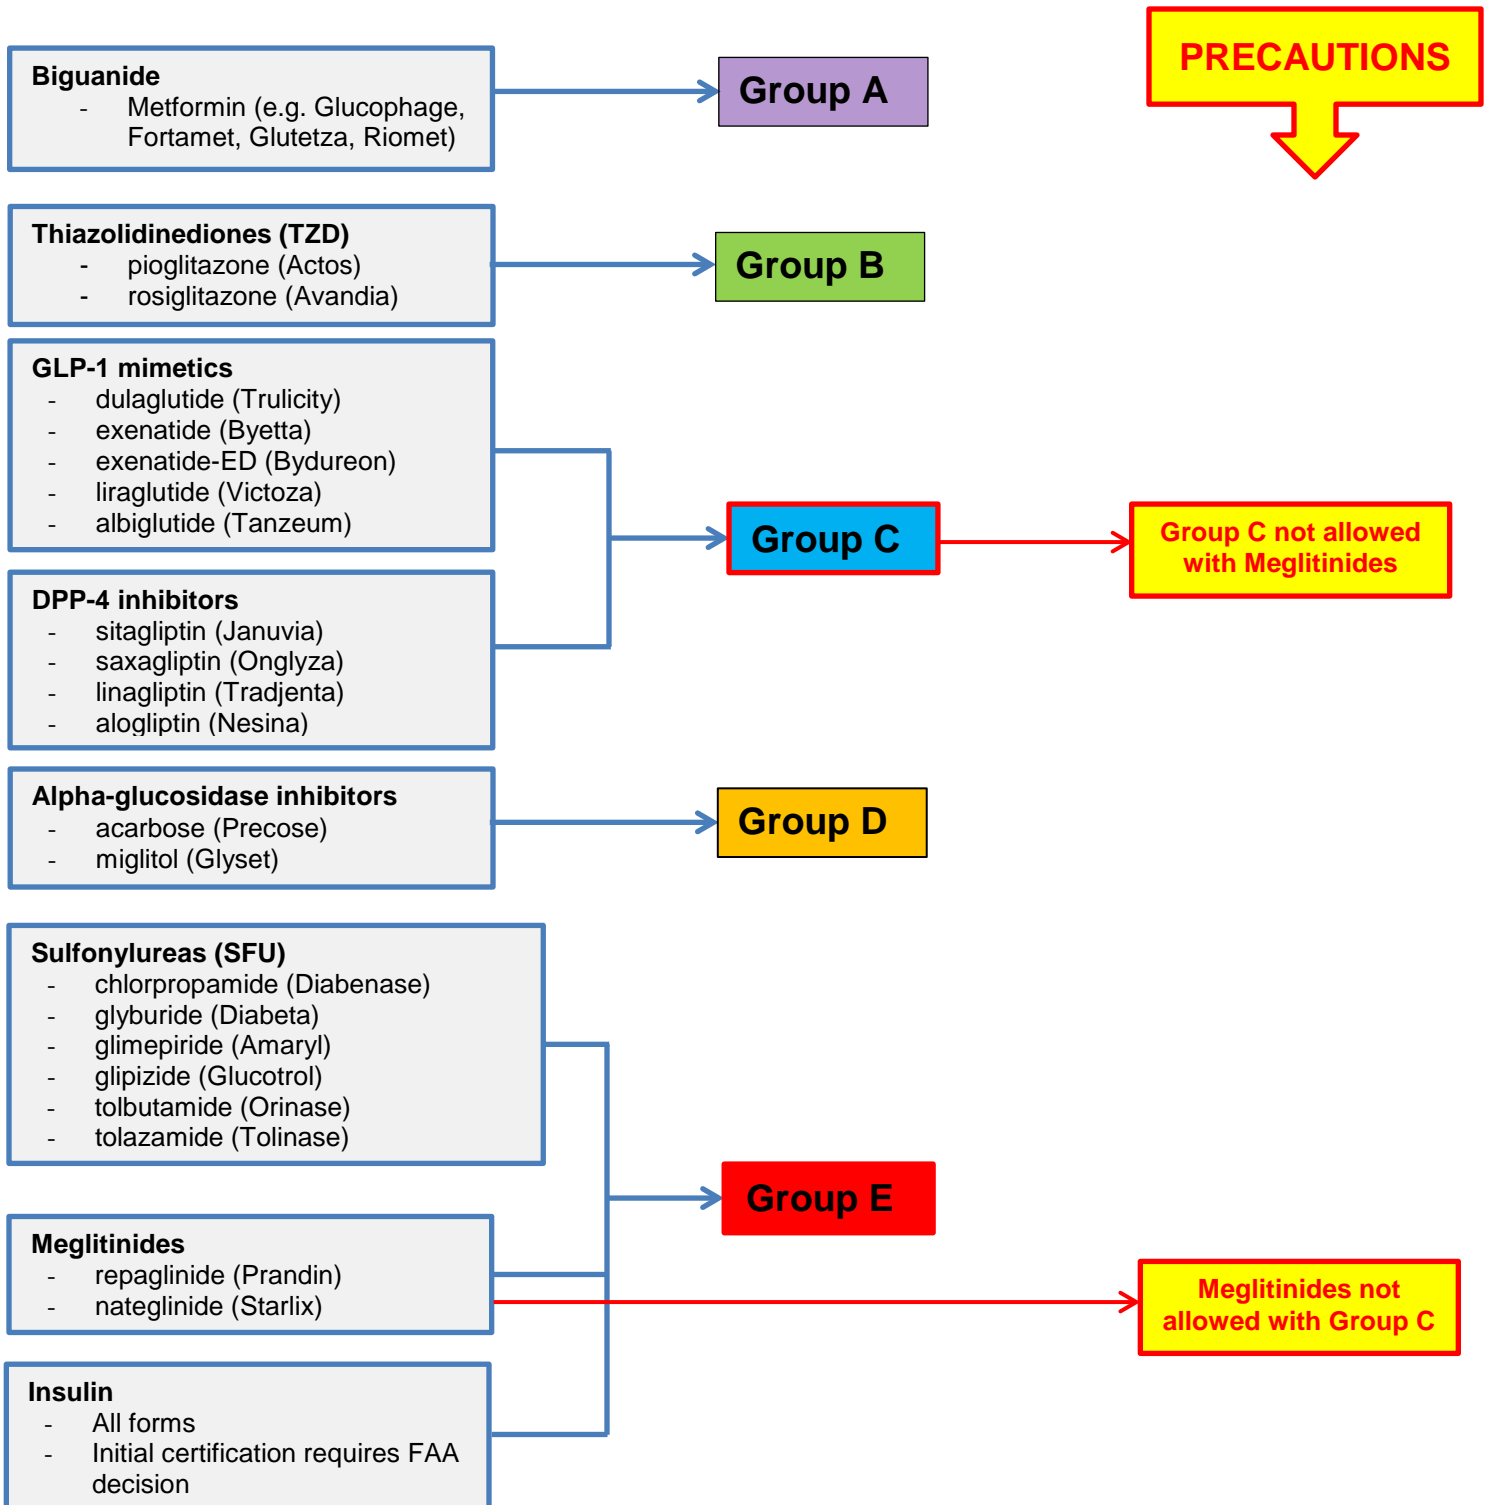 PRECAUTIONS
Biguanide
- Metformin (e.g. Glucophage,
Fortamet, Glutetza, Riomet)
Group A
Thiazolidinediones (TZD)
- pioglitazone (Actos)
- rosiglitazone (Avandia)
Group B
GLP-1 mimetics
- dulaglutide (Trulicity)
- exenatide (Byetta)
- exenatide-ED (Bydureon)
- liraglutide (Victoza)
- albiglutide (Tanzeum)
Group C
Group C not allowed
with Meglitinides
DPP-4 inhibitors
- sitagliptin (Januvia)
- saxagliptin (Onglyza)
- linagliptin (Tradjenta)
- alogliptin (Nesina)
Alpha-glucosidase inhibitors
- acarbose (Precose)
- miglitol (Glyset)
Group D
Sulfonylureas (SFU)
- chlorpropamide (Diabenase)
- glyburide (Diabeta)
- glimepiride (Amaryl)
- glipizide (Glucotrol)
- tolbutamide (Orinase)
- tolazamide (Tolinase)
Group E
Meglitinides
- repaglinide (Prandin)
- nateglinide (Starlix)
Meglitinides not
allowed with Group C
Insulin
- All forms
- Initial certification requires FAA
decision